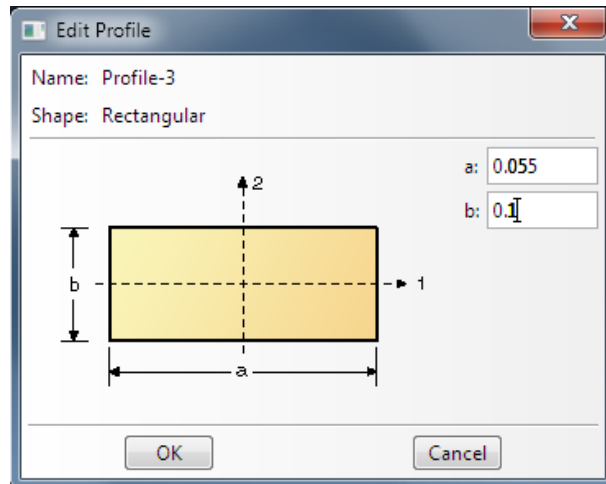 Edit Profile
Name: Profile-3
Shape: Rectangular
a: 0.055
b: 0.1
2
b
1
a
OK
Cancel